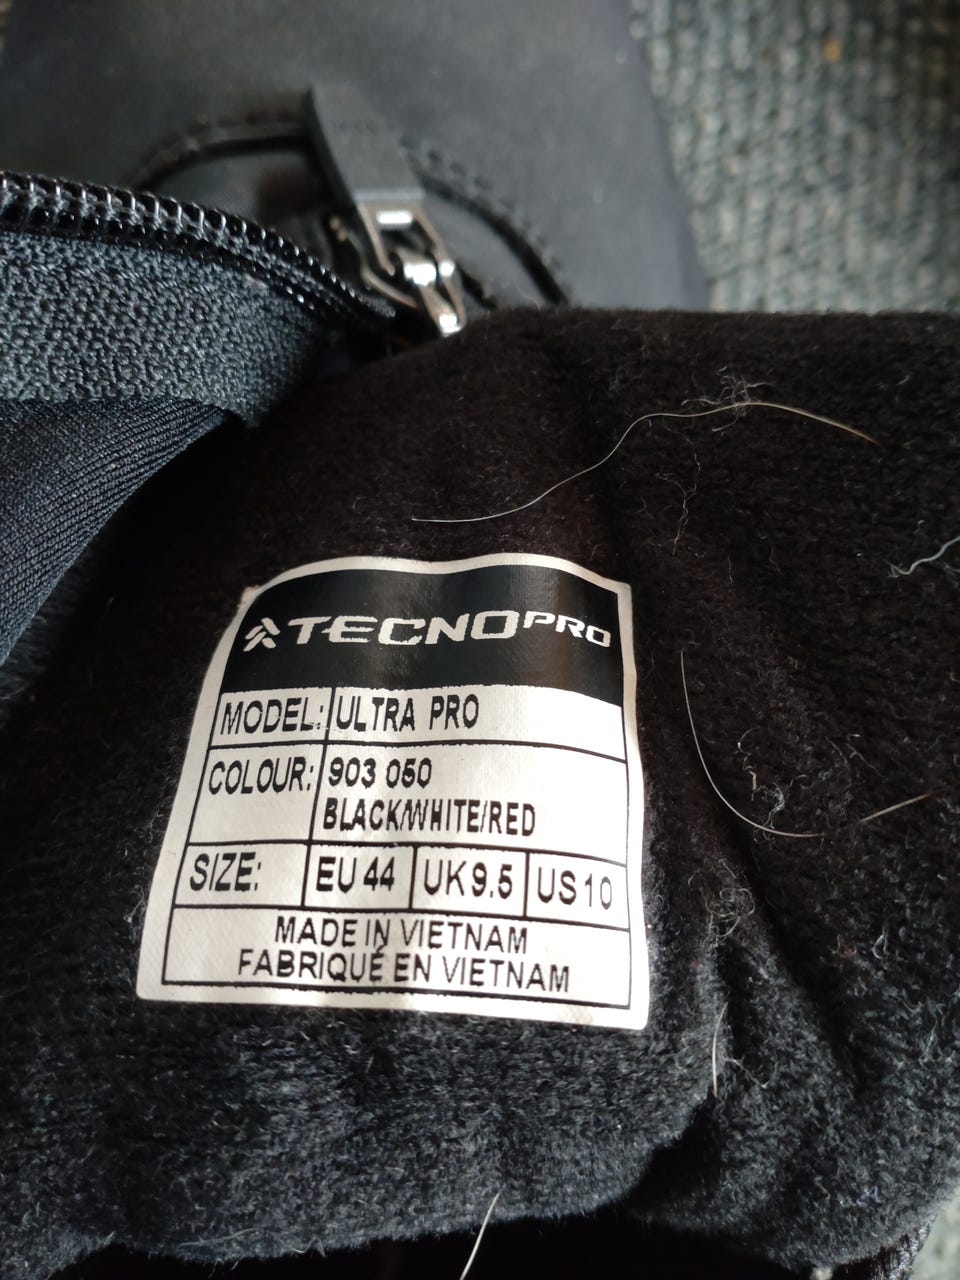 TECNOPRO
MODEL: ULTRA PRO
COLOUR: 903 050
BLACK/WHITE/RED
SIZE: EU 44 UK 9.5 US 10
MADE IN VIETNAM
FABRIQUÉ EN VIETNAM